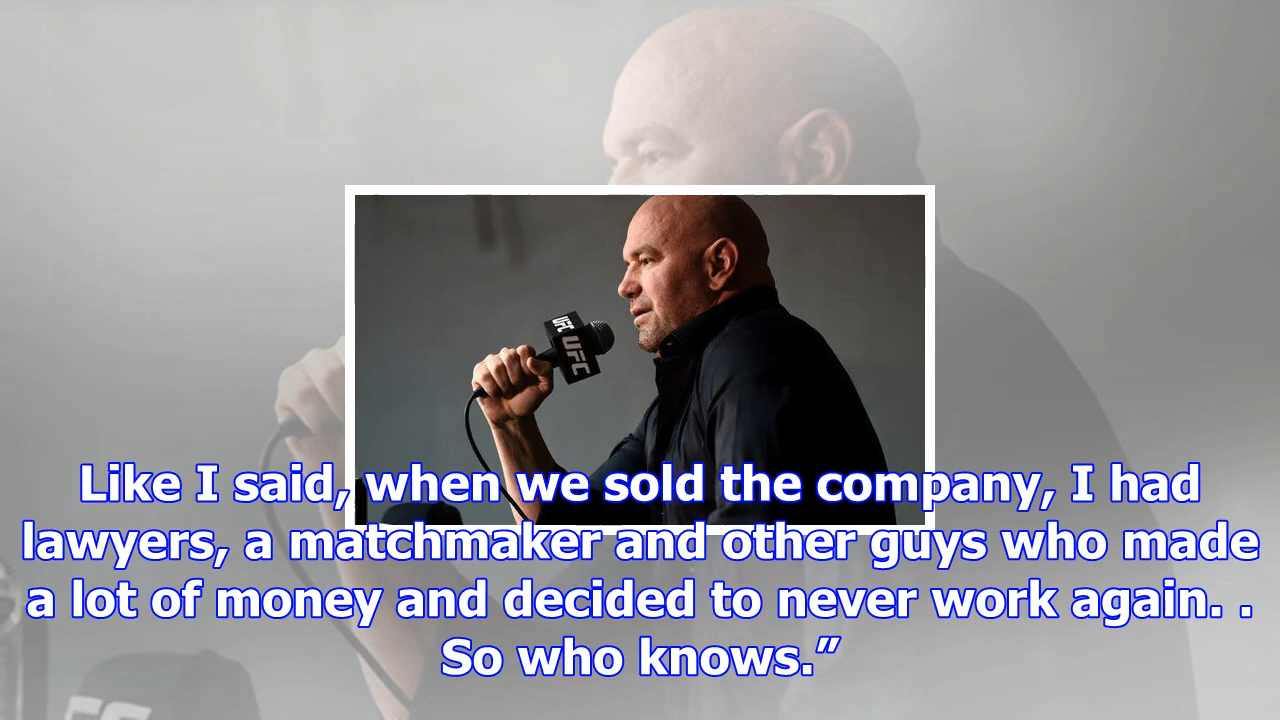 UFC
UFC
Like I said, when we sold the company, I had
lawyers, a matchmaker and other guys who made
a lot of money and decided to never work again. .
So who knows.”